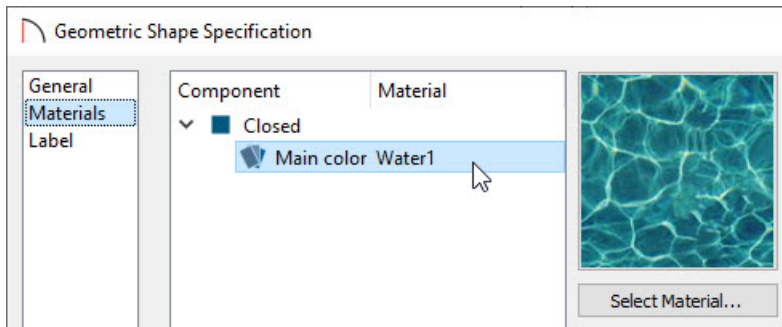 Geometric Shape Specification
General
Materials
Label
Component Material
Closed
Main color Water1
Select Material...